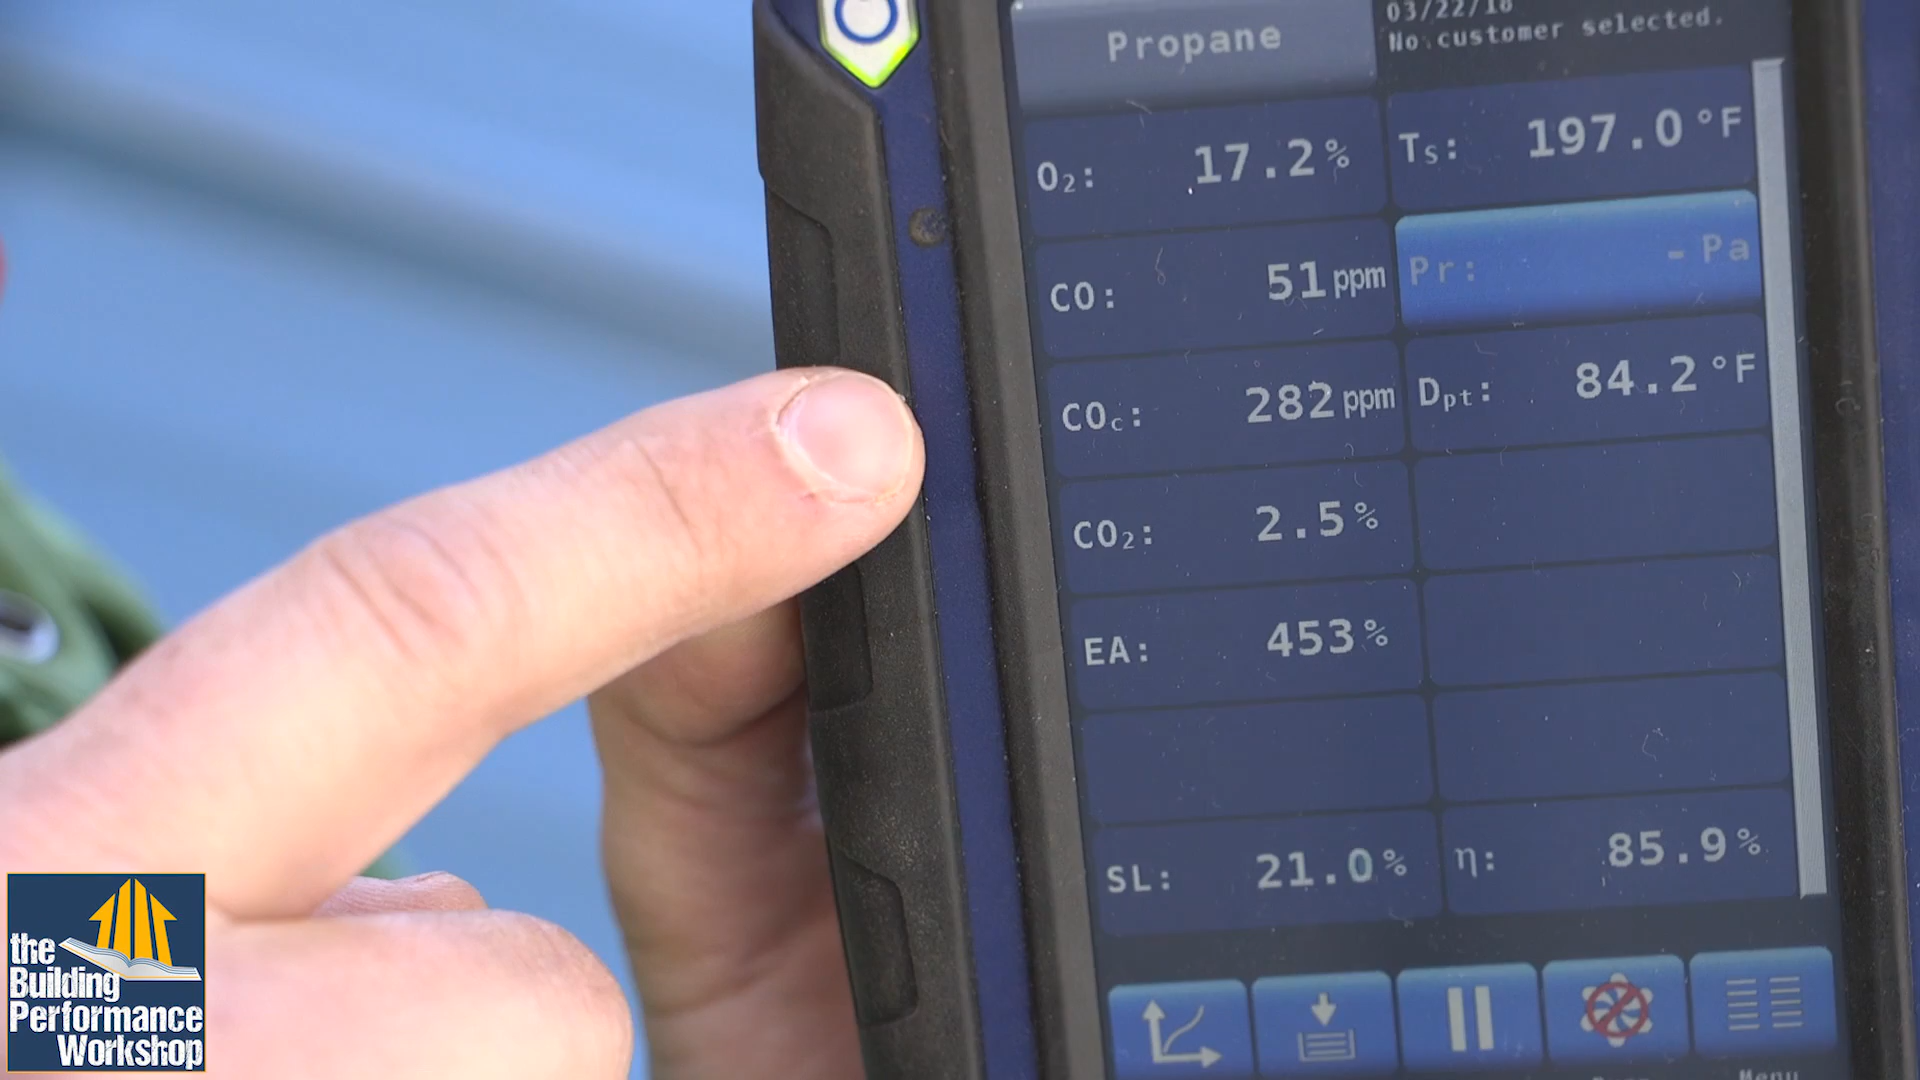 Propane
03/22/18
No customer selected.
O₂: 17.2%
Ts: 197.0 °F
CO: 51 ppm
Pr: - Pa
COc: 282 ppm
Dpt: 84.2 °F
CO₂: 2.5%
EA: 453%
SL: 21.0%
η: 85.9%
Menu
the
Building
Performance
Workshop